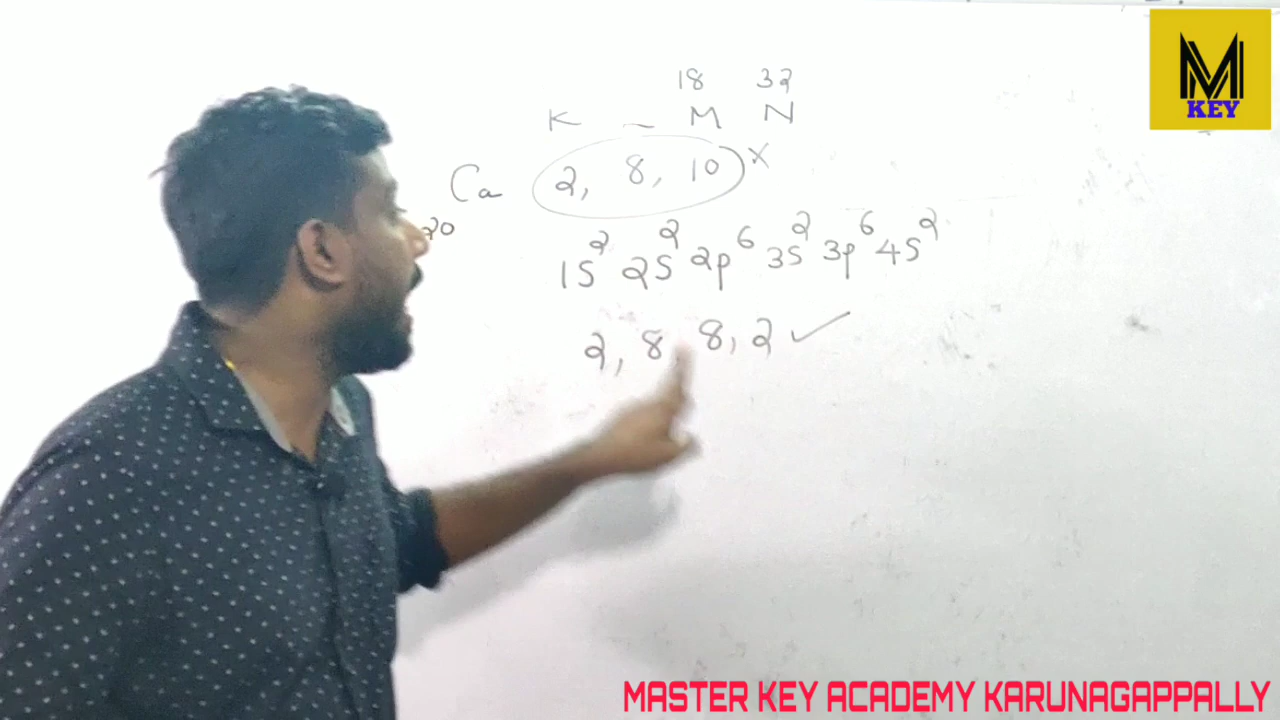 M
KEY
18 32
K L M N
Ca 2, 8, 10 X
20
1S² 2S² 2p⁶ 3S² 3p⁶ 4S²
2, 8, 8, 2 ✓
MASTER KEY ACADEMY KARUNAGAPPALLY